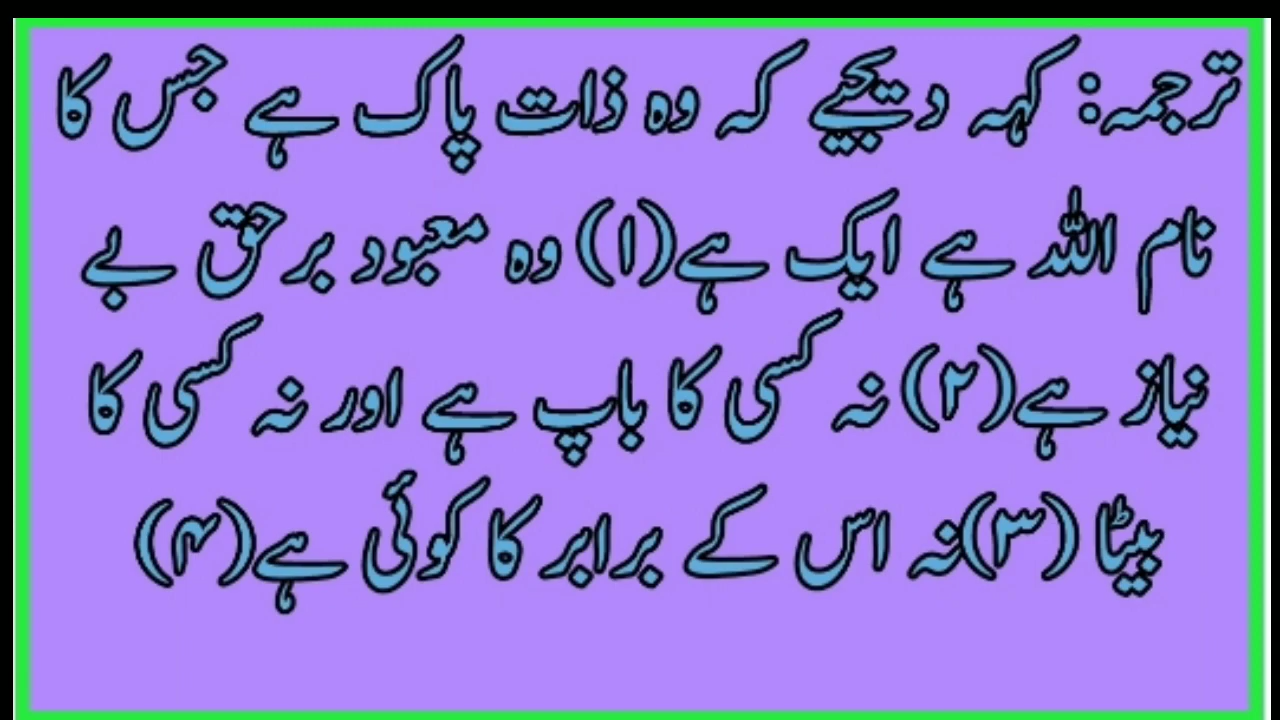 ترجمہ: کہہ دیجیے کہ وہ ذات پاک ہے جس کا
نام اللہ ہے ایک ہے(۱) وہ معبود برحق بے
نیاز ہے(۲) نہ کسی کا باپ ہے اور نہ کسی کا
بیٹا (۳)نہ اس کے برابر کا کوئی ہے(۴)